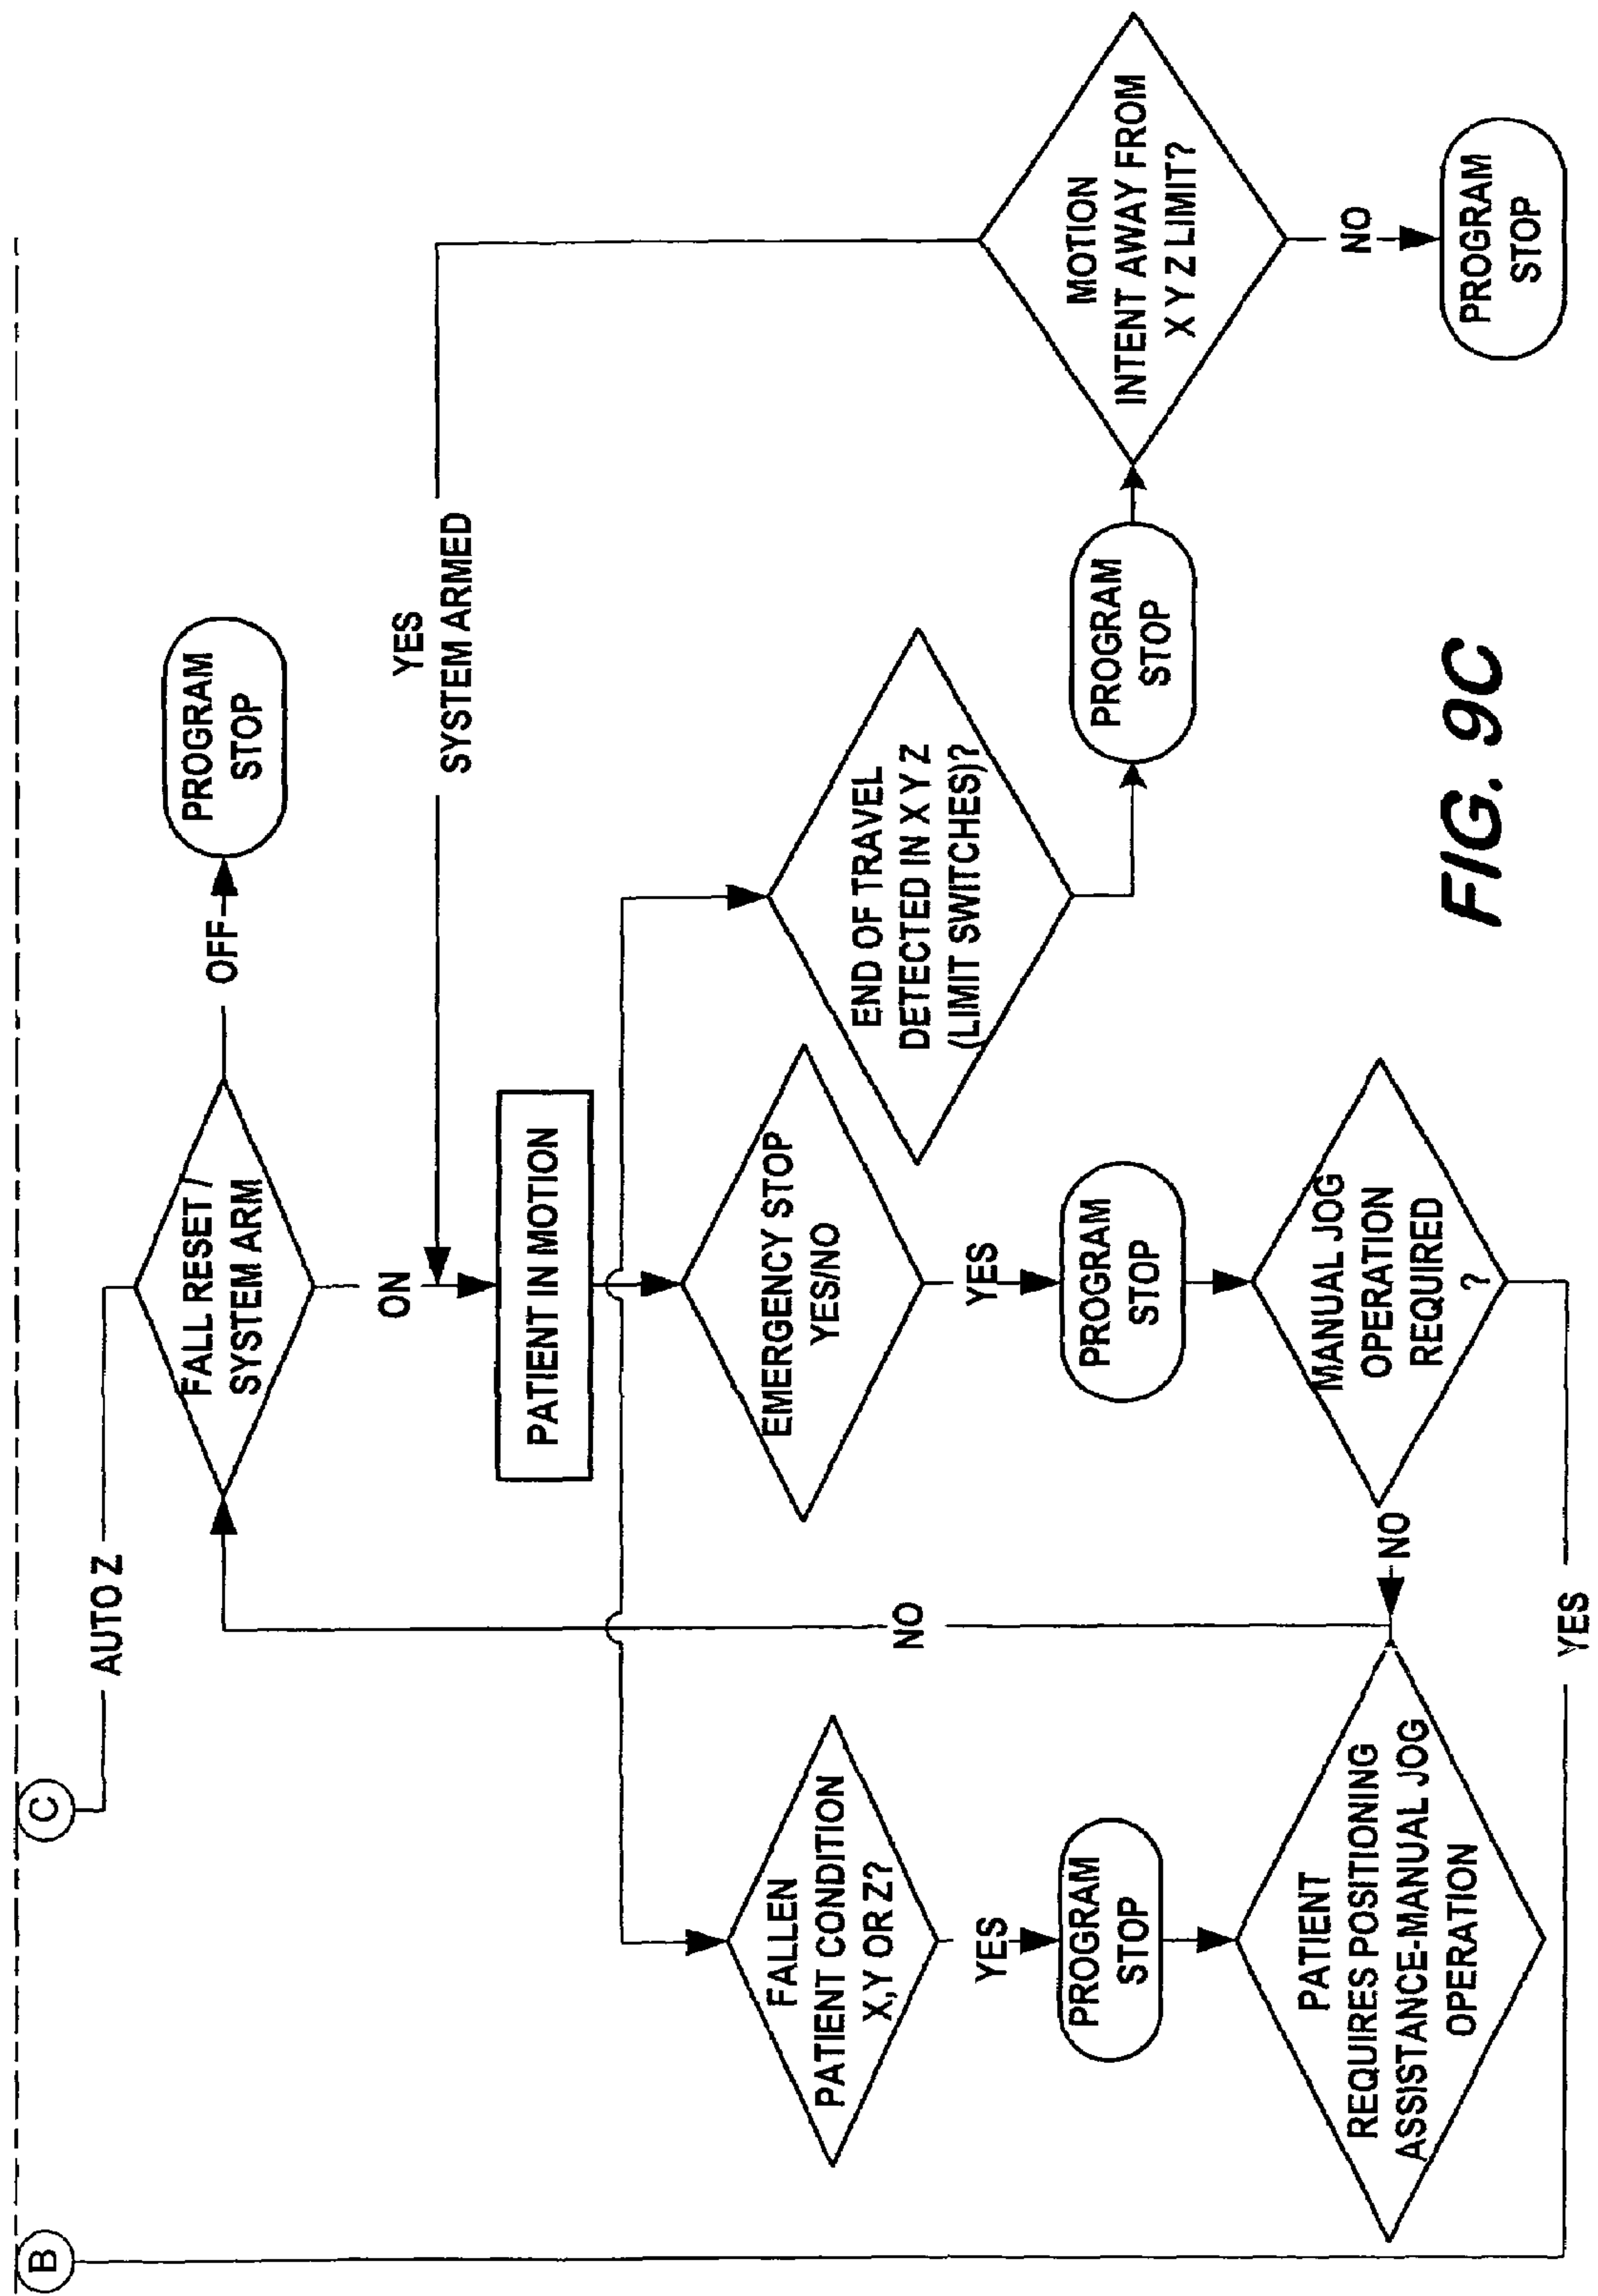 B
C
AUTO Z
FALL RESET /
SYSTEM ARM
OFF
PROGRAM
STOP
ON
YES
SYSTEM ARMED
PATIENT IN MOTION
FALLEN
PATIENT CONDITION
X,Y OR Z?
YES
PROGRAM
STOP
PATIENT
REQUIRES POSITIONING
ASSISTANCE-MANUAL JOG
OPERATION
NO
EMERGENCY STOP
YES/NO
YES
PROGRAM
STOP
MANUAL JOG
OPERATION
REQUIRED
?
NO
YES
END OF TRAVEL
DETECTED IN X Y Z
(LIMIT SWITCHES)?
PROGRAM
STOP
MOTION
INTENT AWAY FROM
X Y Z LIMIT?
NO
PROGRAM
STOP
FIG. 9C